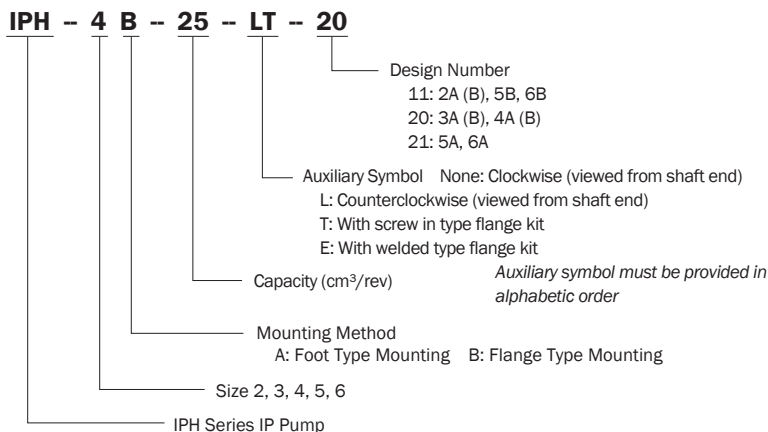 IPH -- 4 B -- 25 -- LT -- 20
Design Number
11: 2A (B), 5B, 6B
20: 3A (B), 4A (B)
21: 5A, 6A
Auxiliary Symbol None: Clockwise (viewed from shaft end)
L: Counterclockwise (viewed from shaft end)
T: With screw in type flange kit
E: With welded type flange kit
Auxiliary symbol must be provided in
alphabetic order
Capacity (cm³/rev)
Mounting Method
A: Foot Type Mounting B: Flange Type Mounting
Size 2, 3, 4, 5, 6
IPH Series IP Pump